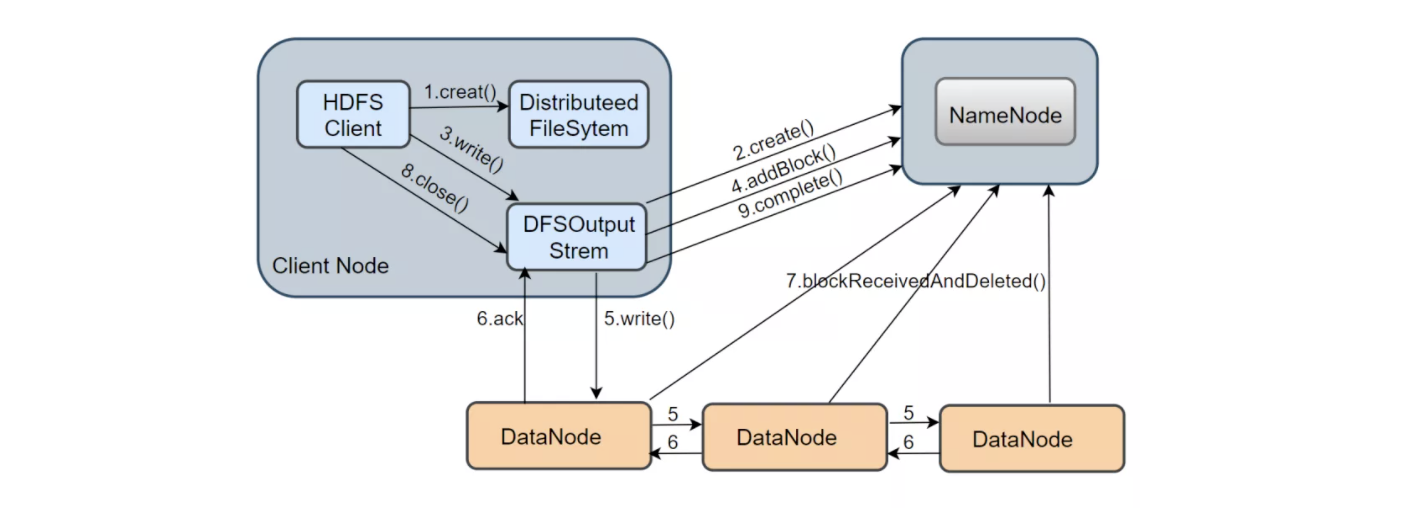 HDFS
Client
1.creat()
Distributeed
FileSytem
3.write()
8.close()
DFSOutput
Strem
Client Node
2.create()
4.addBlock()
9.complete()
NameNode
7.blockReceivedAndDeleted()
6.ack
5.write()
DataNode
5
6
DataNode
5
6
DataNode